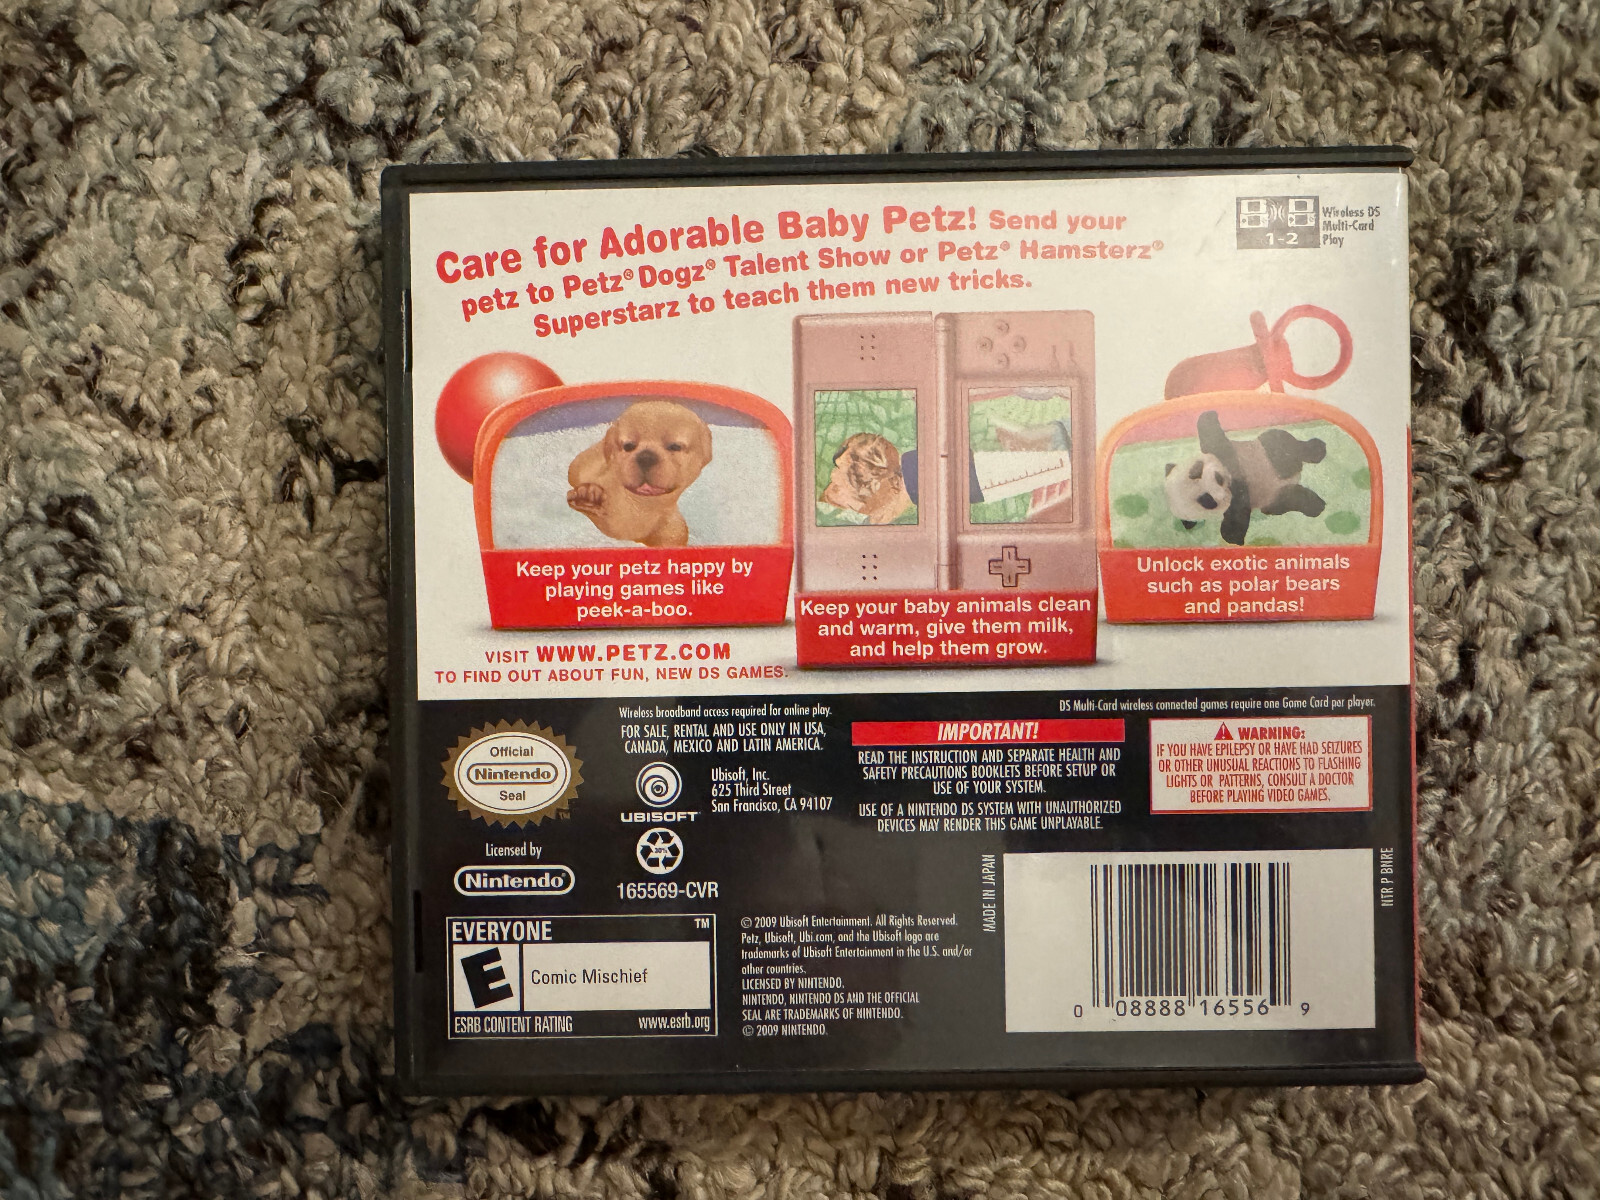 Care for Adorable Baby Petz! Send your
petz to Petz® Dogz® Talent Show or Petz® Hamsterz®
Superstarz to teach them new tricks.
1-2
Wireless DS
Multi-Card
Play
Keep your petz happy by
playing games like
peek-a-boo.
Keep your baby animals clean
and warm, give them milk,
and help them grow.
Unlock exotic animals
such as polar bears
and pandas!
VISIT WWW.PETZ.COM
TO FIND OUT ABOUT FUN, NEW DS GAMES.
Wireless broadband access required for online play.
FOR SALE, RENTAL AND USE ONLY IN USA,
CANADA, MEXICO AND LATIN AMERICA.
DS Multi-Card wireless connected games require one Game Card per player.
Official
Nintendo
Seal
TM
Licensed by
Nintendo®
UBISOFT
Ubisoft, Inc.
625 Third Street
San Francisco, CA 94107
30%
165569-CVR
IMPORTANT!
READ THE INSTRUCTION AND SEPARATE HEALTH AND
SAFETY PRECAUTIONS BOOKLETS BEFORE SETUP OR
USE OF YOUR SYSTEM.
USE OF A NINTENDO DS SYSTEM WITH UNAUTHORIZED
DEVICES MAY RENDER THIS GAME UNPLAYABLE.
WARNING:
IF YOU HAVE EPILEPSY OR HAVE HAD SEIZURES
OR OTHER UNUSUAL REACTIONS TO FLASHING
LIGHTS OR PATTERNS, CONSULT A DOCTOR
BEFORE PLAYING VIDEO GAMES.
EVERYONE TM
E
Comic Mischief
ESRB CONTENT RATING www.esrb.org
© 2009 Ubisoft Entertainment. All Rights Reserved.
Petz, Ubisoft, Ubi.com, and the Ubisoft logo are
trademarks of Ubisoft Entertainment in the U.S. and/or
other countries.
LICENSED BY NINTENDO.
NINTENDO, NINTENDO DS AND THE OFFICIAL
SEAL ARE TRADEMARKS OF NINTENDO.
© 2009 NINTENDO.
MADE IN JAPAN
0 08888 16556 9
NTR P BNRE